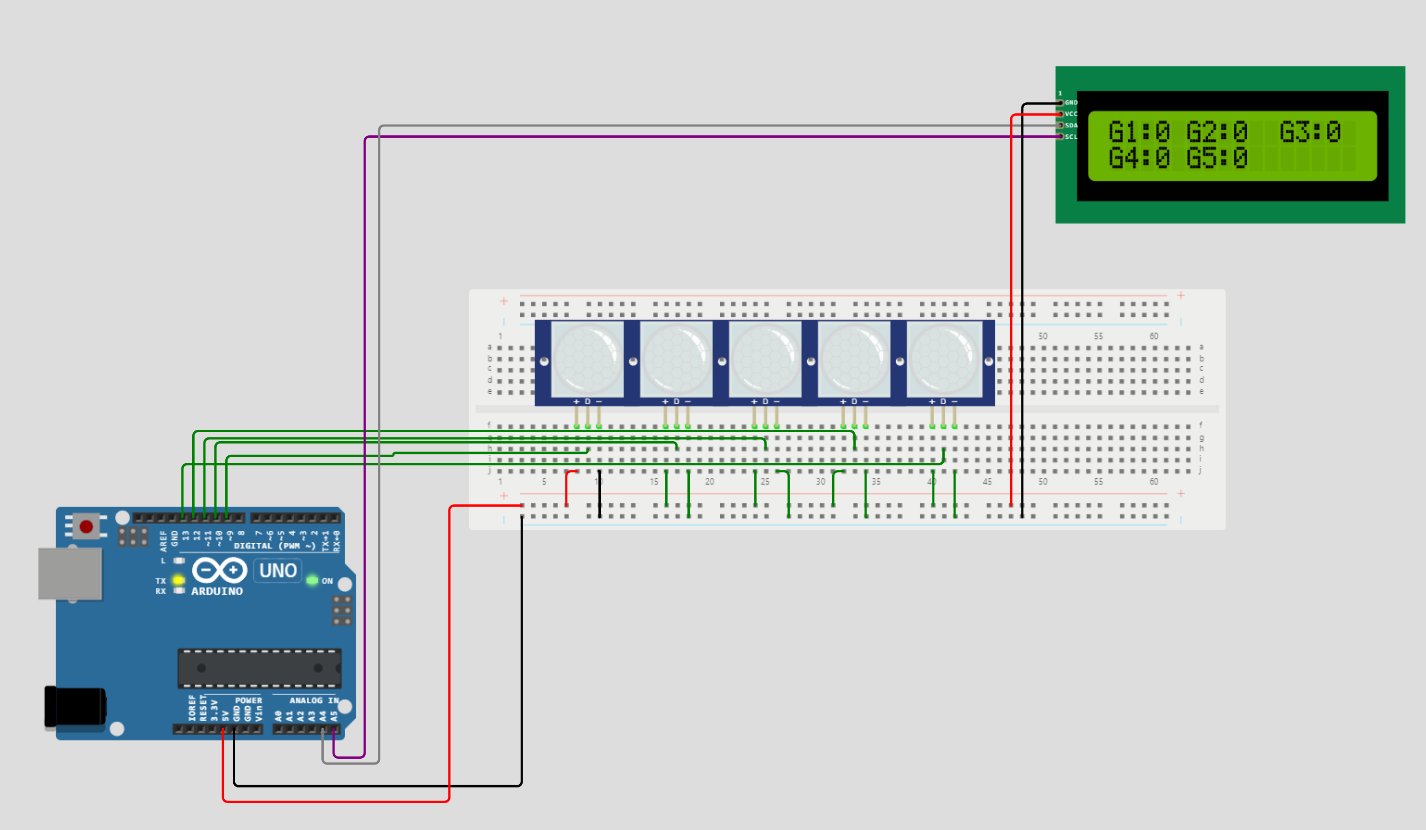 1
GND
VCC
SDA
SCL
G1:0 G2:0  G3:0
G4:0 G5:0
+ +
1 50 55 60
a a
b b
c c
d d
e e
+ D − + D − + D − + D − + D −
f f
g g
h h
i i
j j
1 5 10 15 20 25 30 35 40 45 50 55 60
+ +
AREF
GND
13
12
~11
~10
~9
8
7
~6
~5
4
~3
2
TX→1
RX←0
DIGITAL (PWM ~)
L
TX
RX
UNO
ON
ARDUINO
POWER
ANALOG IN
IOREF
RESET
3.3V
5V
GND
GND
Vin
A0
A1
A2
A3
A4
A5